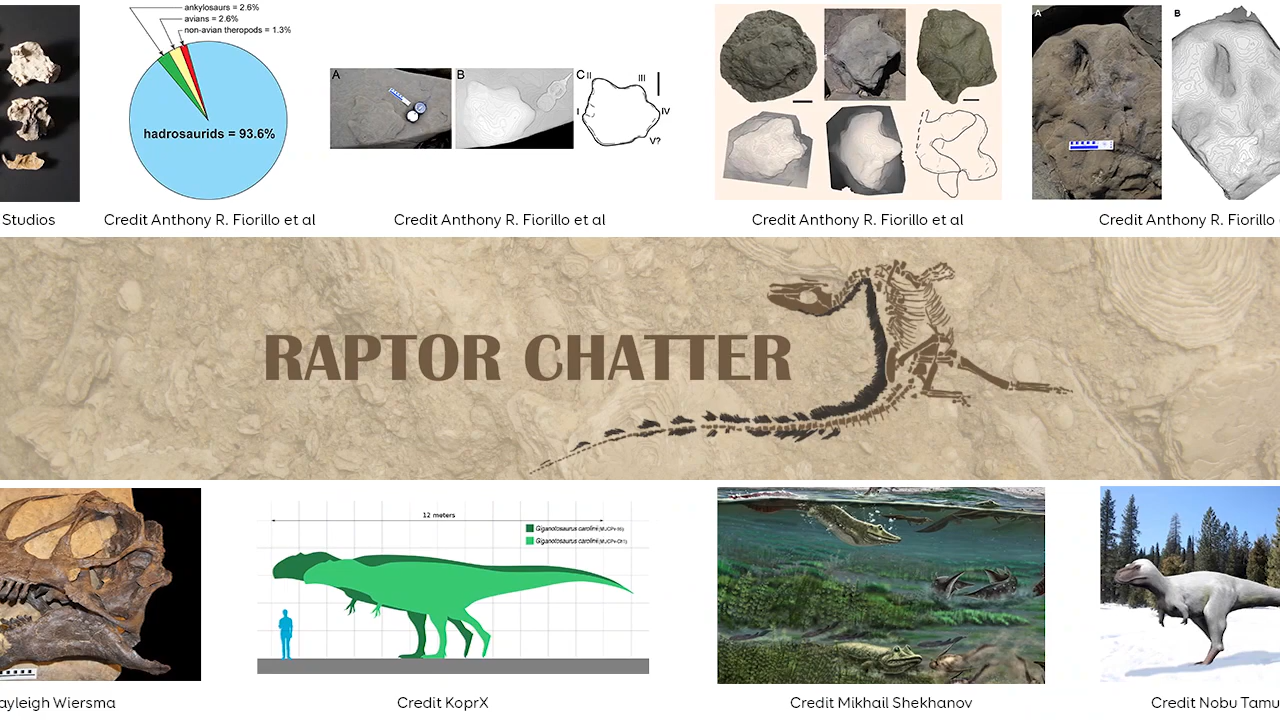 ankylosaurs = 2.6%
avians = 2.6%
non-avian theropods = 1.3%
hadrosaurids = 93.6%
A
B
C
II
III
I
IV
V?
A
B
Studios
Credit Anthony R. Fiorillo et al
Credit Anthony R. Fiorillo et al
Credit Anthony R. Fiorillo et al
Credit Anthony R. Fiorillo
RAPTOR CHATTER
12 meters
Giganotosaurus carolinii
Giganotosaurus carolinii
ayleigh Wiersma
Credit KoprX
Credit Mikhail Shekhanov
Credit Nobu Tamu